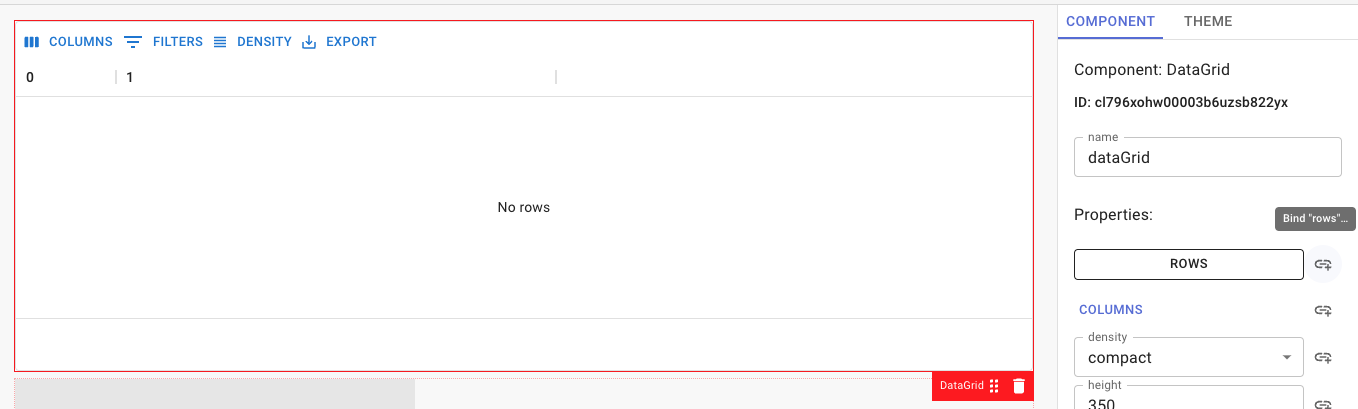 COLUMNS FILTERS DENSITY EXPORT
0 1
No rows
DataGrid
COMPONENT THEME
Component: DataGrid
ID: cl796xohw00003b6uzsb822yx
name
dataGrid
Properties:
Bind "rows"…
ROWS
COLUMNS
density
compact
height
350